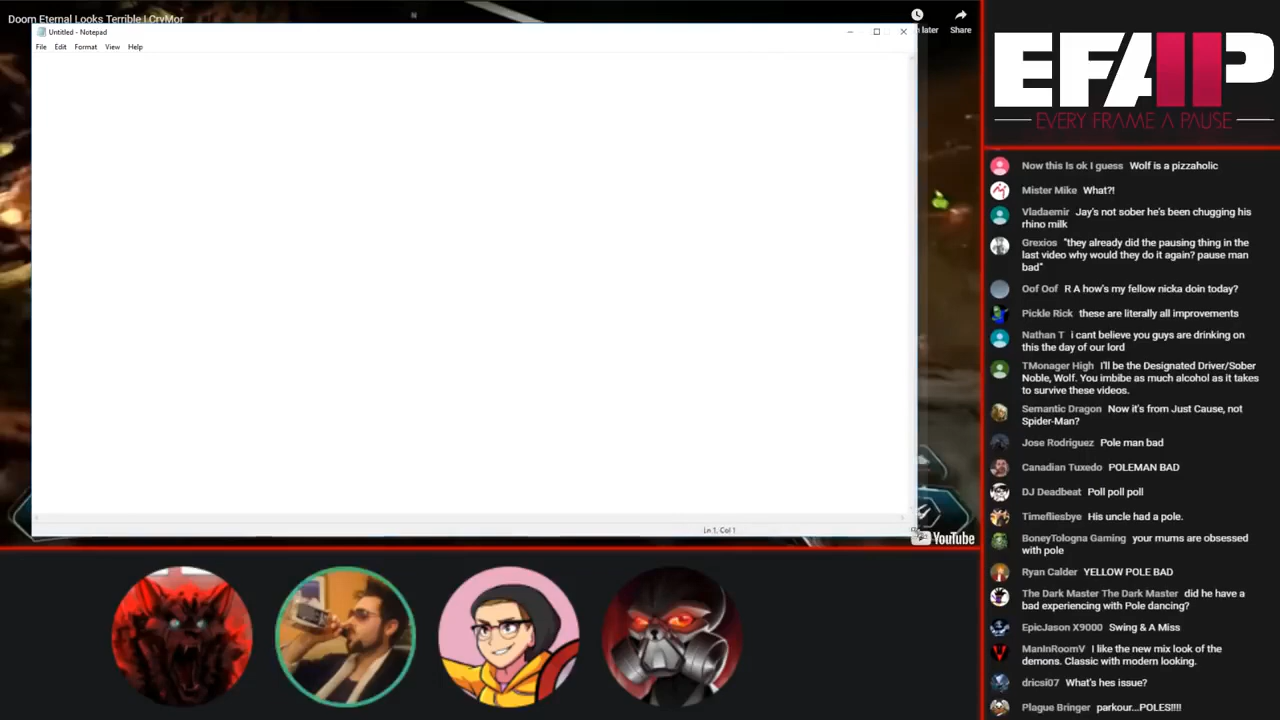 Doom Eternal Looks Terrible | CryMor
later
Share
Untitled - Notepad
File Edit Format View Help
Ln 1, Col 1
YouTube
EFAP
EVERY FRAME A PAUSE
Now this Is ok I guess Wolf is a pizzaholic
Mister Mike What?!
Vladaemir Jay's not sober he's been chugging his
rhino milk
Grexios "they already did the pausing thing in the
last video why would they do it again? pause man
bad"
Oof Oof R A how's my fellow nicka doin today?
Pickle Rick these are literally all improvements
Nathan T i cant believe you guys are drinking on
this the day of our lord
TMonager High I'll be the Designated Driver/Sober
Noble, Wolf. You imbibe as much alcohol as it takes
to survive these videos.
Semantic Dragon Now it's from Just Cause, not
Spider-Man?
Jose Rodriguez Pole man bad
Canadian Tuxedo POLEMAN BAD
DJ Deadbeat Poll poll poll
Timefliesbye His uncle had a pole.
BoneyTologna Gaming your mums are obsessed
with pole
Ryan Calder YELLOW POLE BAD
The Dark Master The Dark Master did he have a
bad experiencing with Pole dancing?
EpicJason X9000 Swing & A Miss
ManInRoomV I like the new mix look of the
demons. Classic with modern looking.
dricsi07 What's hes issue?
Plague Bringer parkour...POLES!!!!